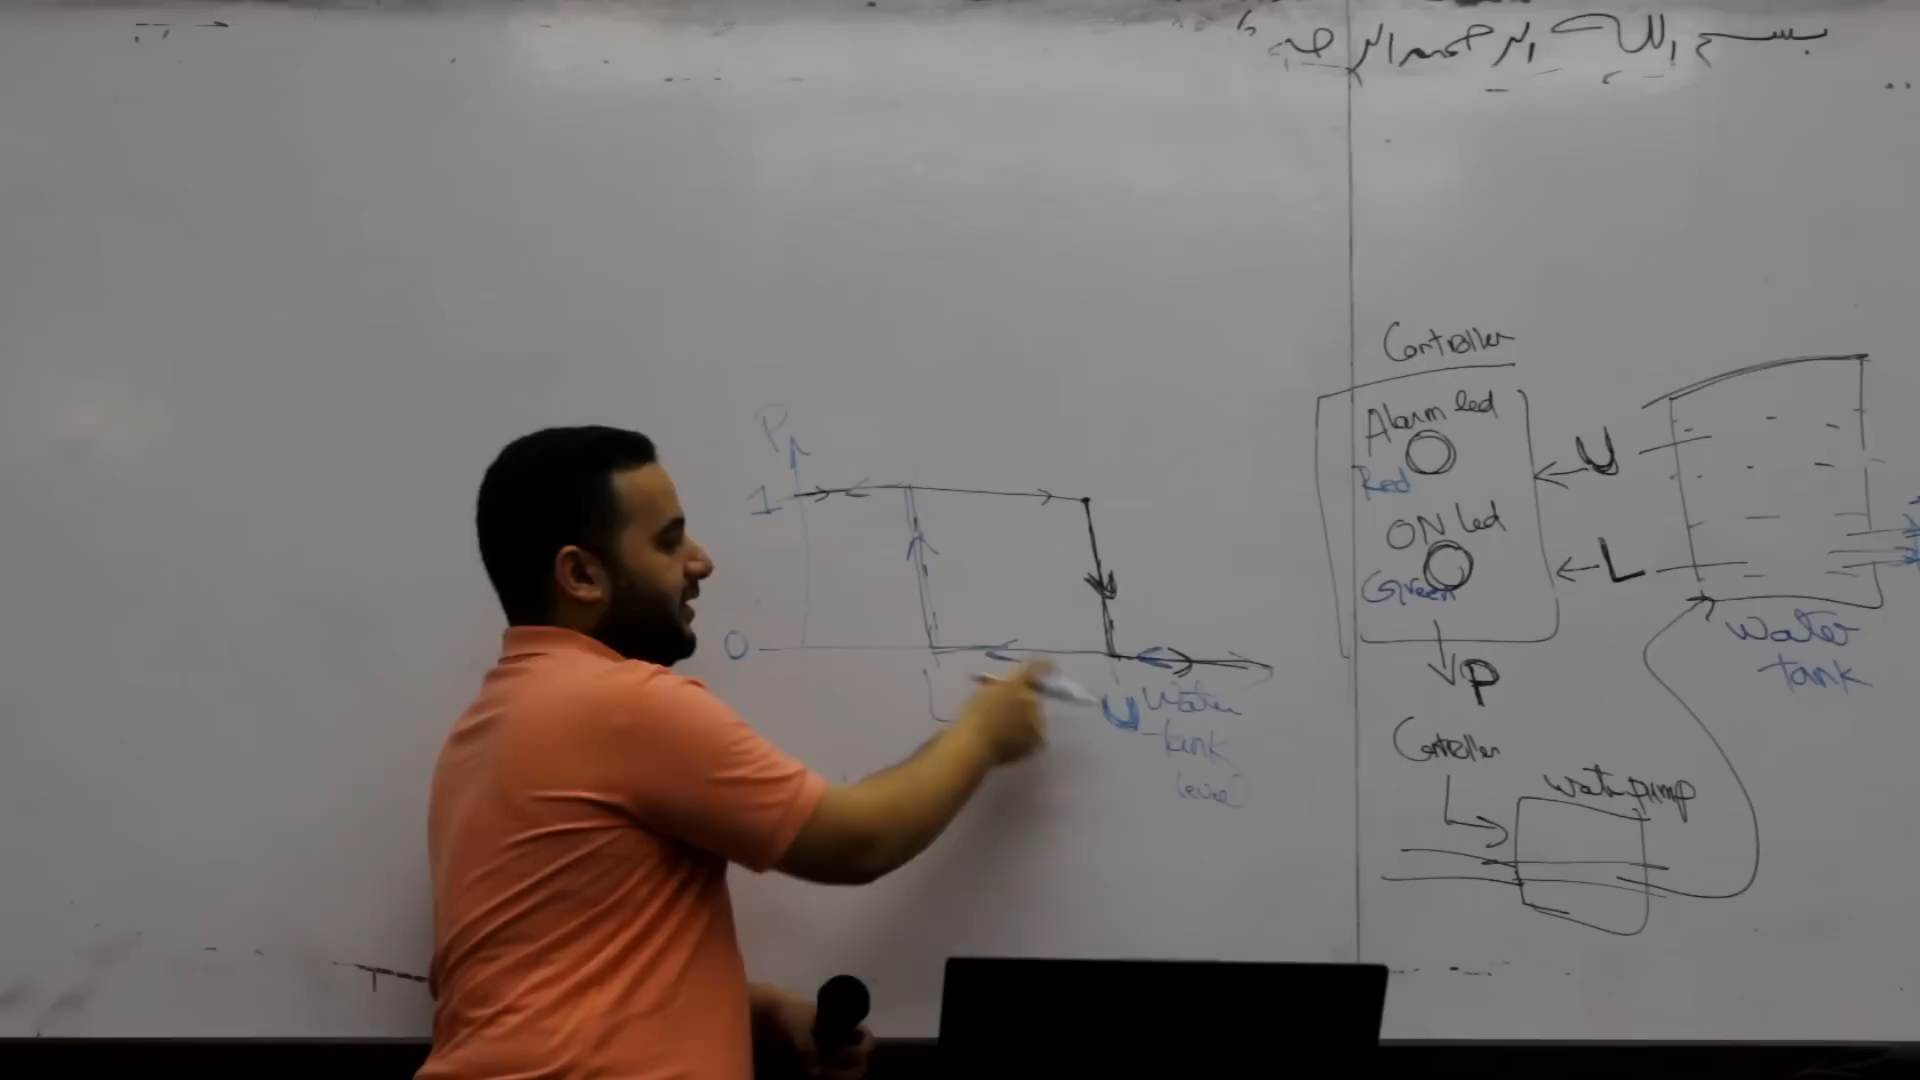 بسم الله الرحمن الرحيم
P
1
0
U
Water
tank
level
Controller
Alarm led
Red
ON led
Green
U
L
P
Water
tank
Controller
Water pump